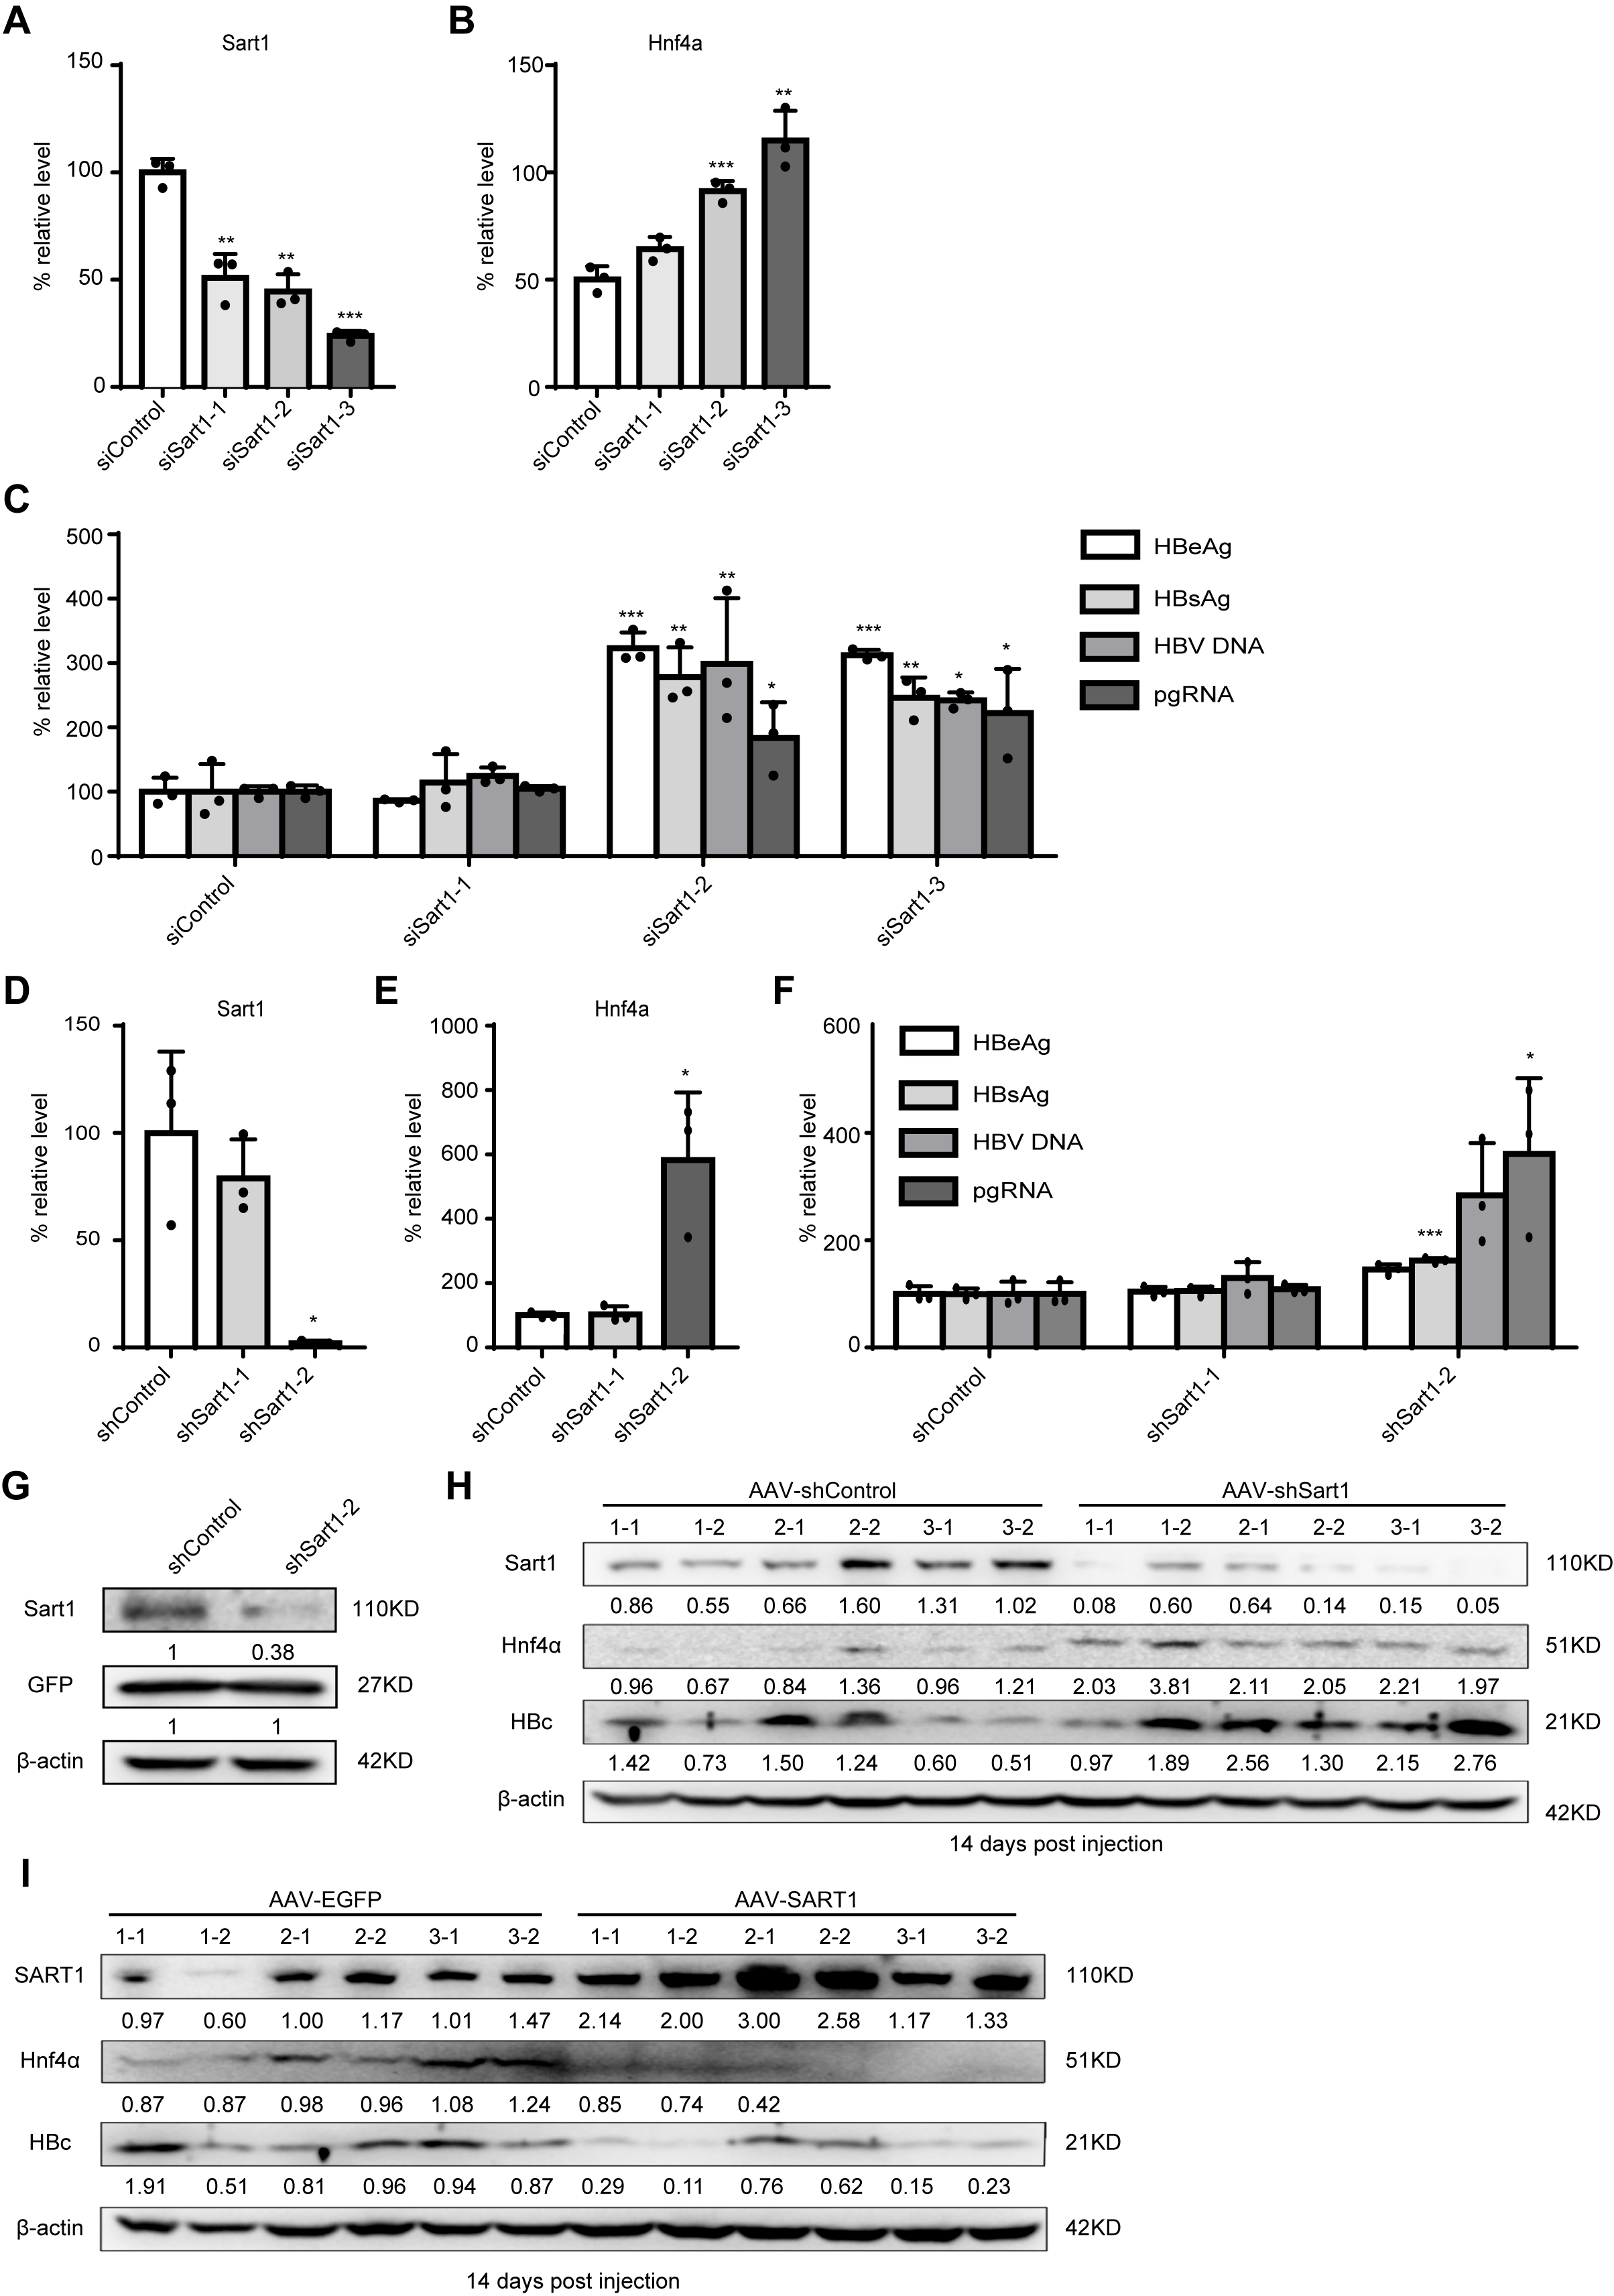 A
Sart1
% relative level
150
100
50
0
**
**
***
siControl
siSart1-1
siSart1-2
siSart1-3
B
Hnf4a
% relative level
150
100
50
0
***
**
siControl
siSart1-1
siSart1-2
siSart1-3
C
% relative level
500
400
300
200
100
0
***
**
**
*
***
**
*
*
siControl
siSart1-1
siSart1-2
siSart1-3
HBeAg
HBsAg
HBV DNA
pgRNA
D
Sart1
% relative level
150
100
50
0
*
shControl
shSart1-1
shSart1-2
E
Hnf4a
% relative level
1000
800
600
400
200
0
*
shControl
shSart1-1
shSart1-2
F
% relative level
600
400
200
0
HBeAg
HBsAg
HBV DNA
pgRNA
***
*
shControl
shSart1-1
shSart1-2
G
shControl
shSart1-2
Sart1
110KD
1 0.38
GFP
27KD
1 1
β-actin
42KD
H
AAV-shControl AAV-shSart1
1-1 1-2 2-1 2-2 3-1 3-2 1-1 1-2 2-1 2-2 3-1 3-2
Sart1
110KD
0.86 0.55 0.66 1.60 1.31 1.02 0.08 0.60 0.64 0.14 0.15 0.05
Hnf4α
51KD
0.96 0.67 0.84 1.36 0.96 1.21 2.03 3.81 2.11 2.05 2.21 1.97
HBc
21KD
1.42 0.73 1.50 1.24 0.60 0.51 0.97 1.89 2.56 1.30 2.15 2.76
β-actin
42KD
14 days post injection
I
AAV-EGFP AAV-SART1
1-1 1-2 2-1 2-2 3-1 3-2 1-1 1-2 2-1 2-2 3-1 3-2
SART1
110KD
0.97 0.60 1.00 1.17 1.01 1.47 2.14 2.00 3.00 2.58 1.17 1.33
Hnf4α
51KD
0.87 0.87 0.98 0.96 1.08 1.24 0.85 0.74 0.42
HBc
21KD
1.91 0.51 0.81 0.96 0.94 0.87 0.29 0.11 0.76 0.62 0.15 0.23
β-actin
42KD
14 days post injection